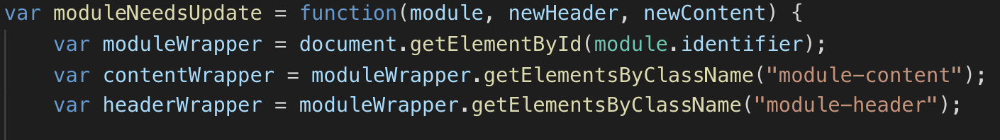 var moduleNeedsUpdate = function(module, newHeader, newContent) {
    var moduleWrapper = document.getElementById(module.identifier);
    var contentWrapper = moduleWrapper.getElementsByClassName("module-content");
    var headerWrapper = moduleWrapper.getElementsByClassName("module-header");